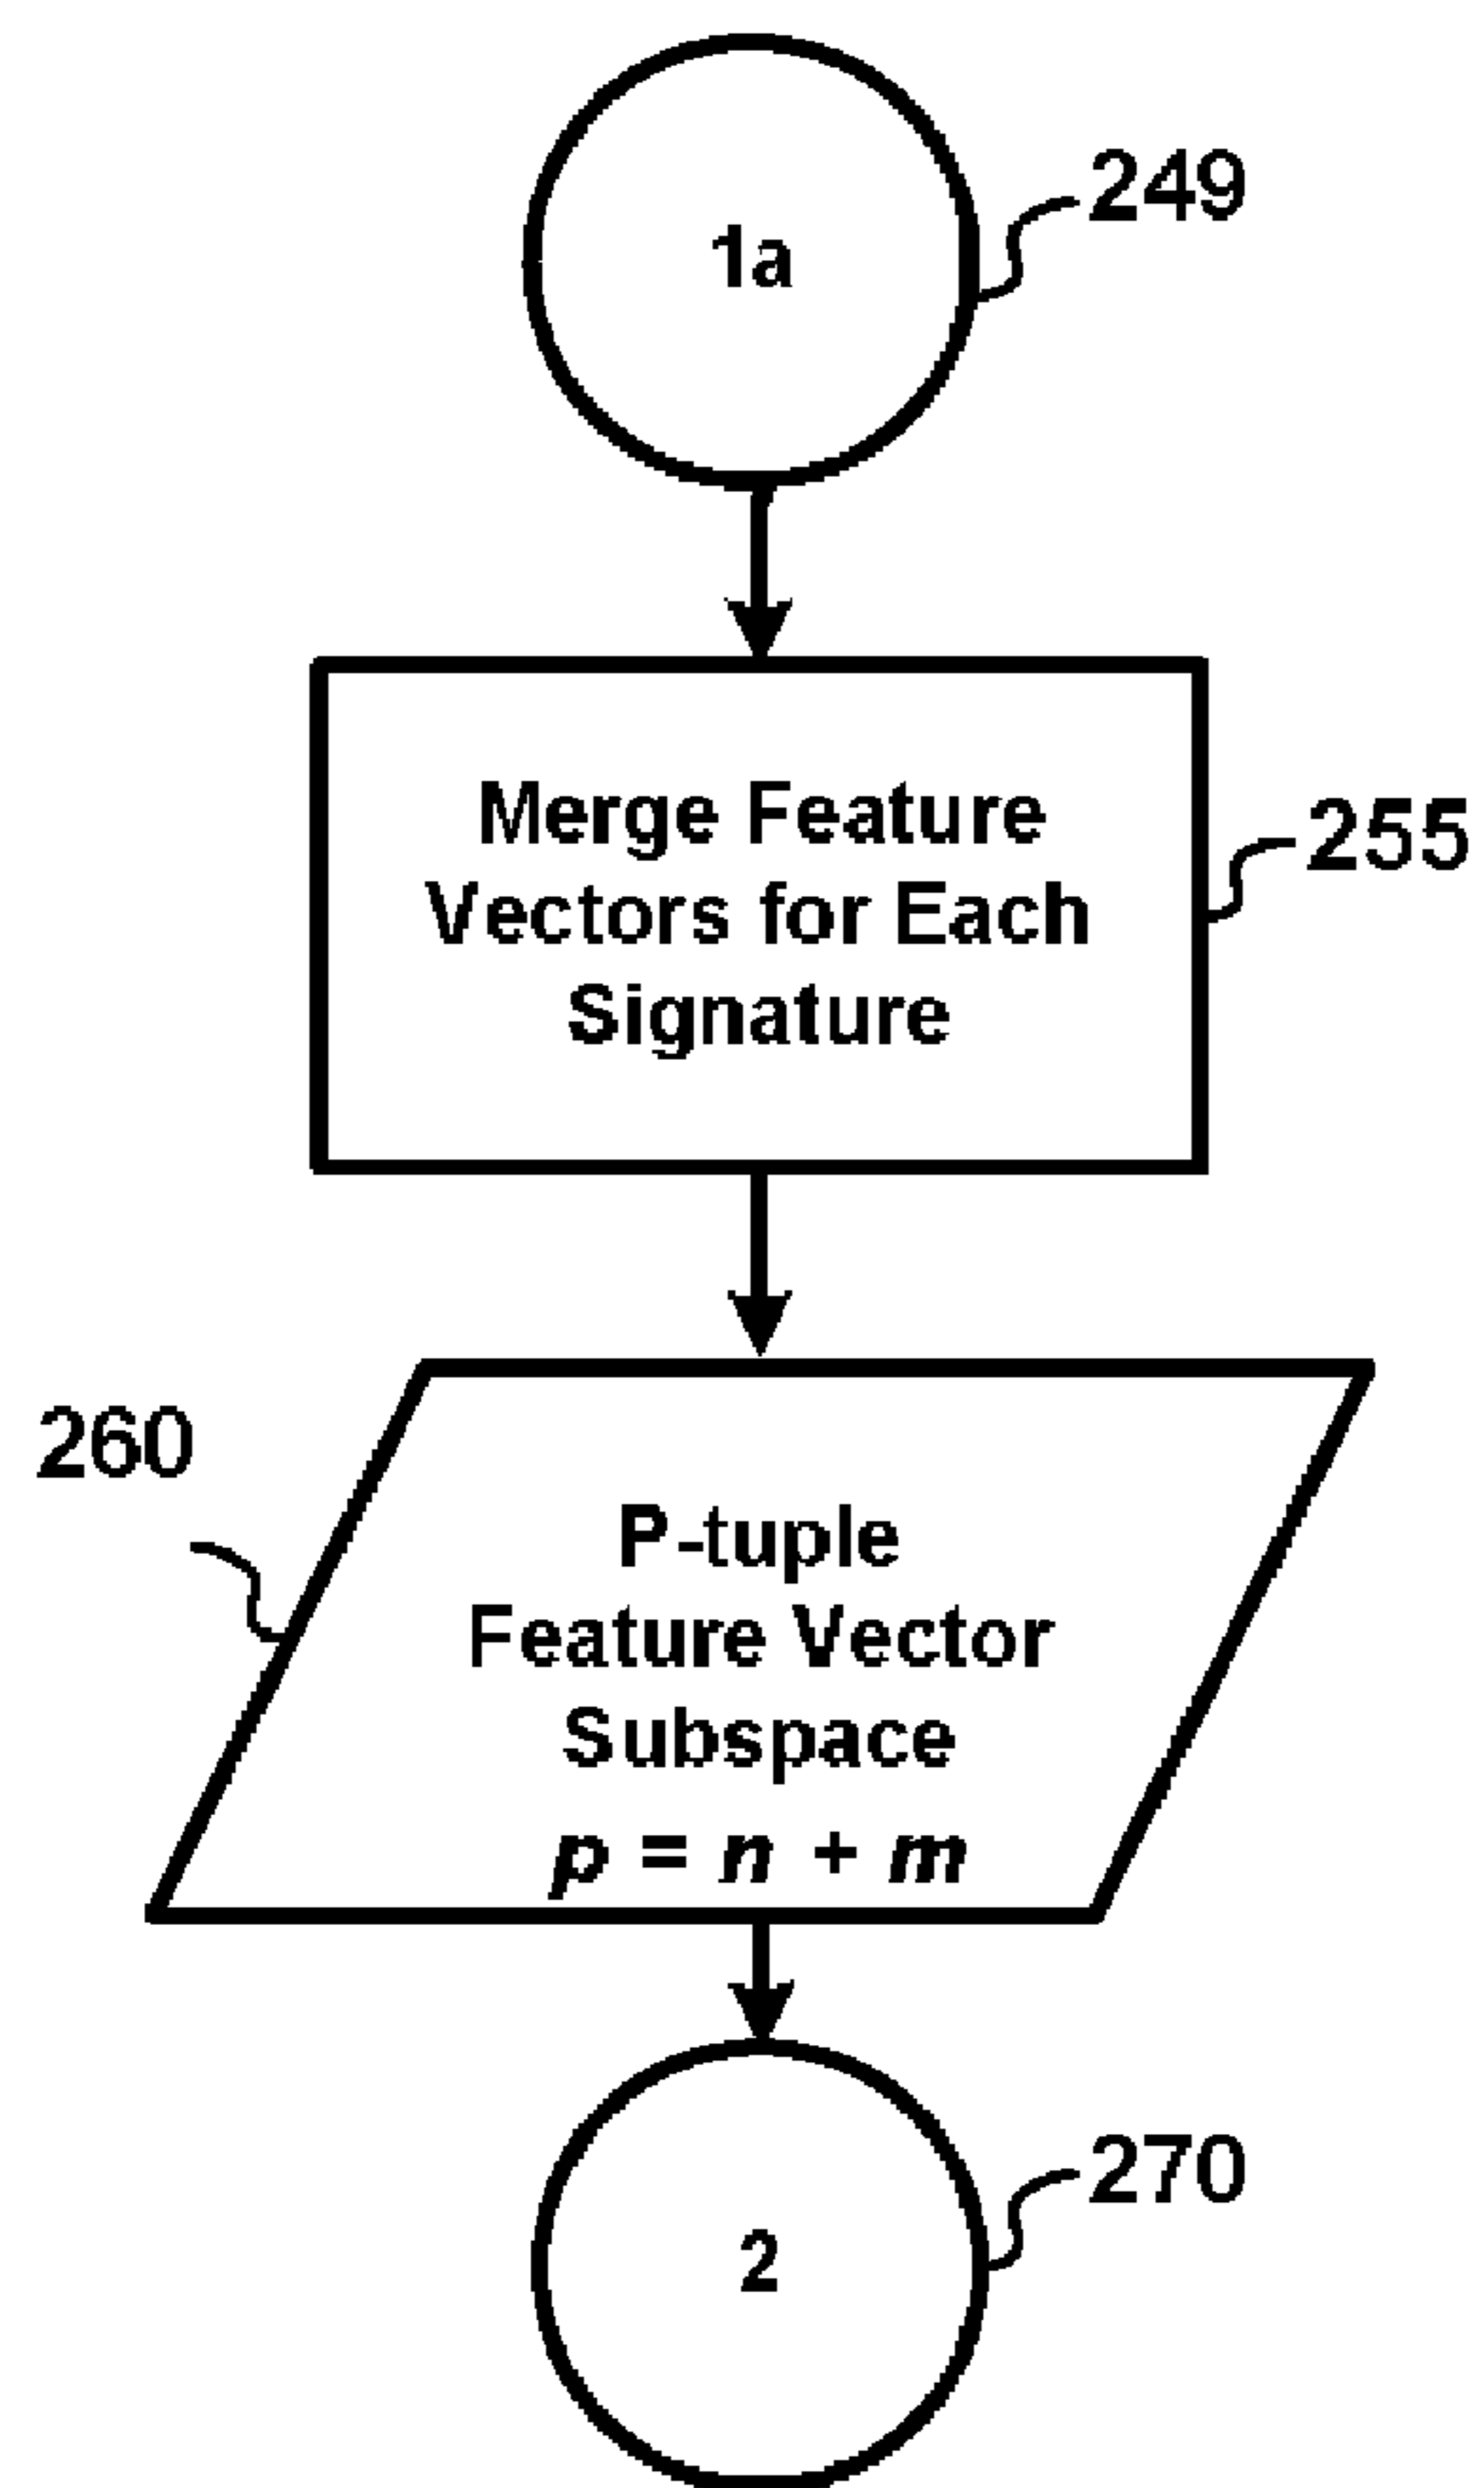 249
1a
Merge Feature
Vectors for Each
Signature
255
260
P-tuple
Feature Vector
Subspace
p = n + m
270
2